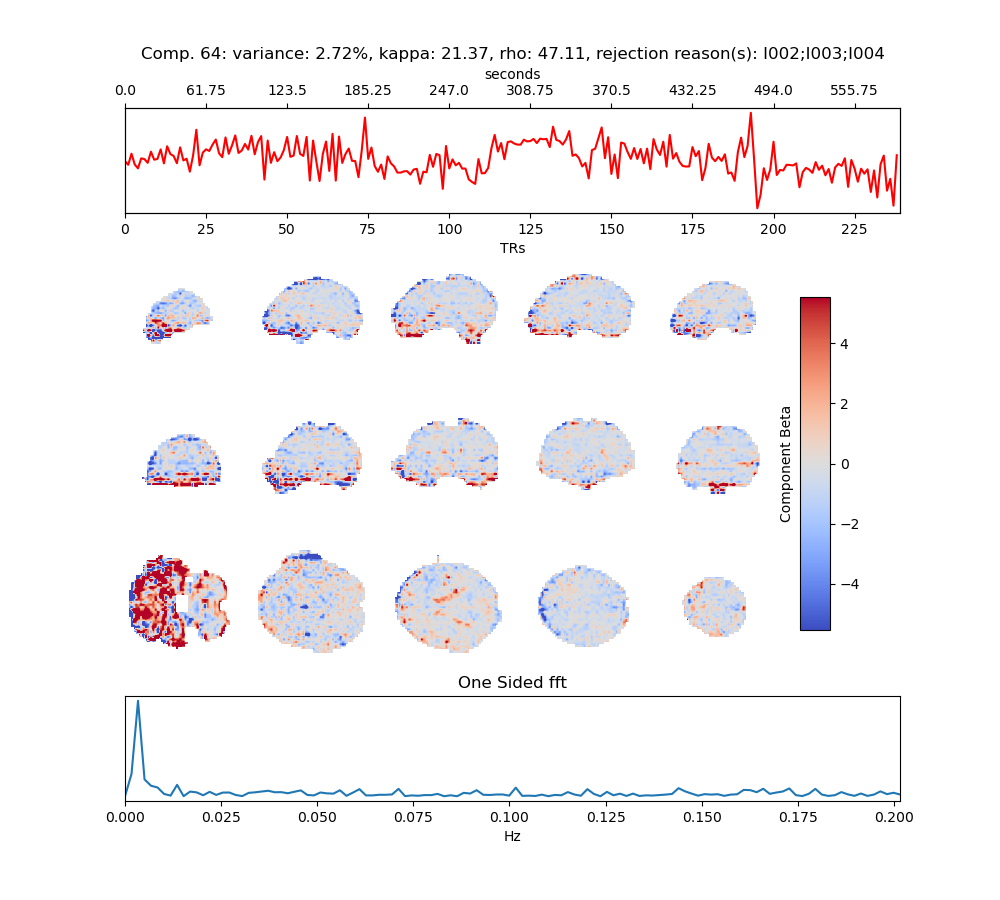 Comp. 64: variance: 2.72%, kappa: 21.37, rho: 47.11, rejection reason(s): I002;I003;I004
seconds
0.0 61.75 123.5 185.25 247.0 308.75 370.5 432.25 494.0 555.75
0 25 50 75 100 125 150 175 200 225
TRs
4
2
0
−2
−4
Component Beta
One Sided fft
0.000 0.025 0.050 0.075 0.100 0.125 0.150 0.175 0.200
Hz